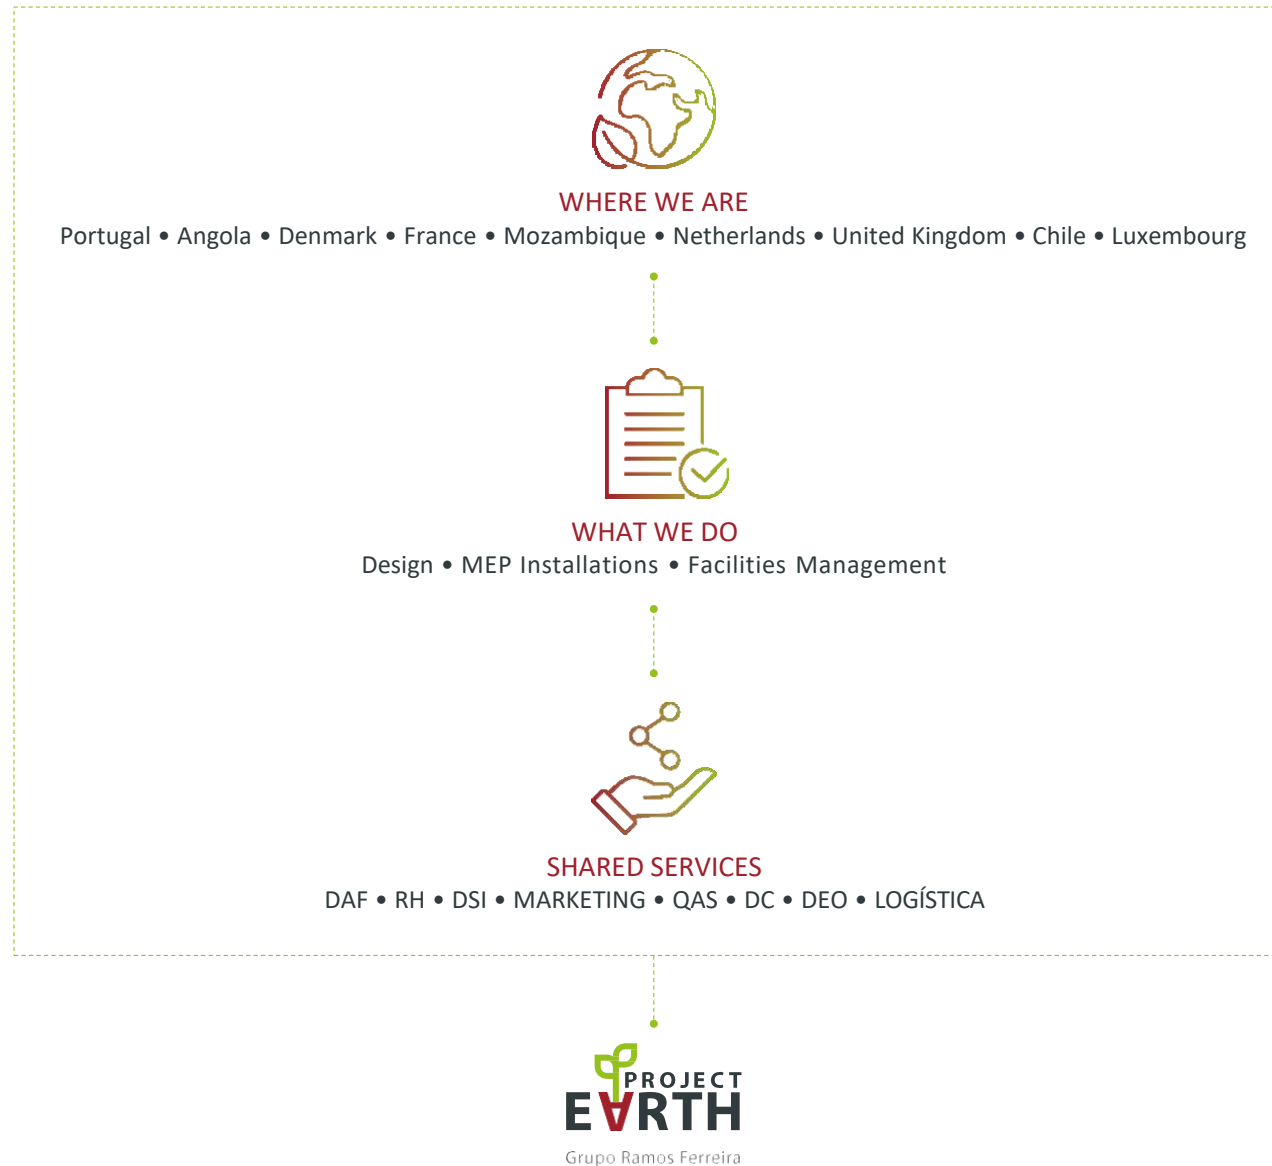 WHERE WE ARE
Portugal • Angola • Denmark • France • Mozambique • Netherlands • United Kingdom • Chile • Luxembourg
WHAT WE DO
Design • MEP Installations • Facilities Management
SHARED SERVICES
DAF • RH • DSI • MARKETING • QAS • DC • DEO • LOGÍSTICA
PROJECT
EARTH
Grupo Ramos Ferreira